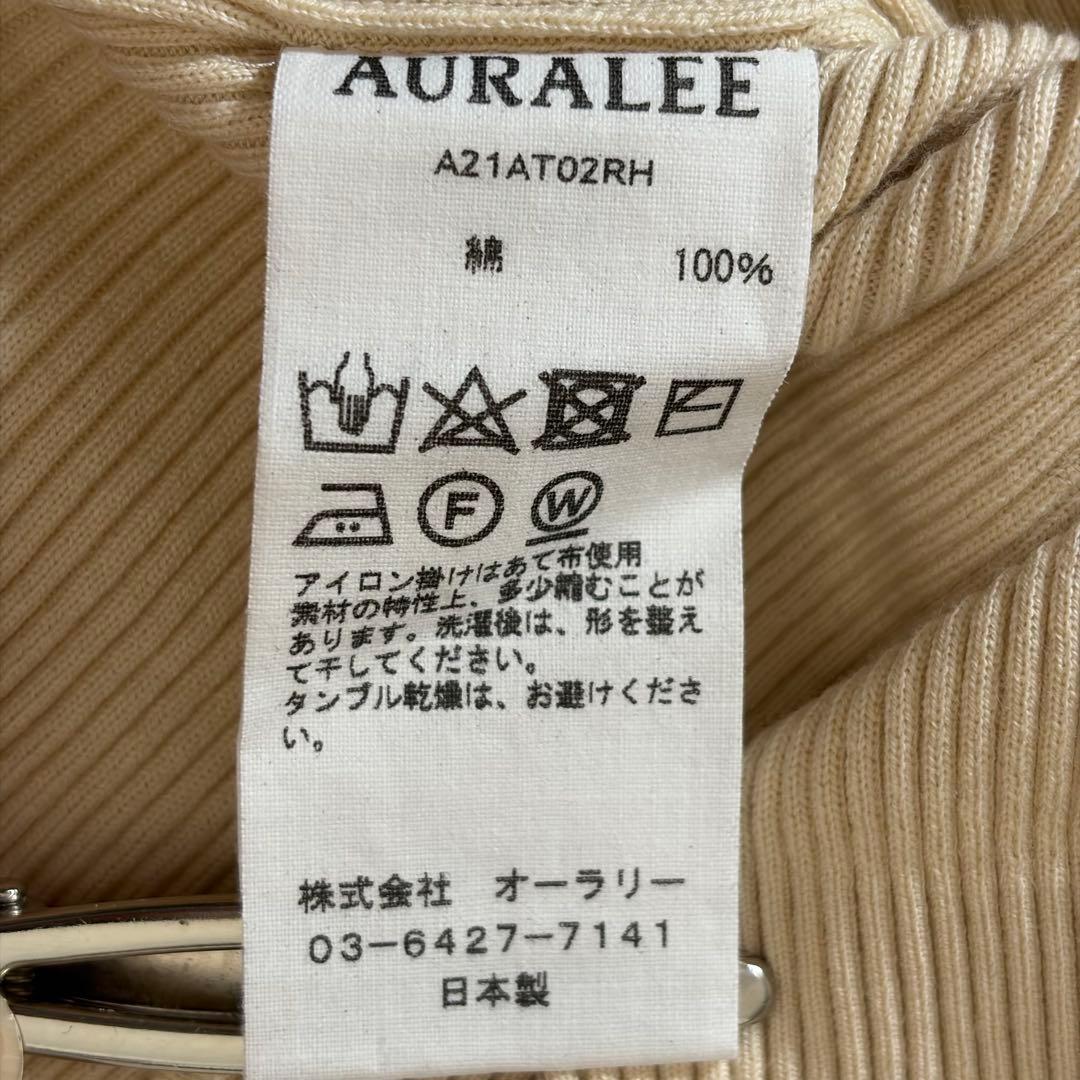 AURALEE
A21AT02RH
綿 100%
F W
アイロン掛けはあて布使用
素材の特性上、多少縮むことが
あります。洗濯後は、形を整え
て干してください。
タンブル乾燥は、お避けくださ
い。
株式会社 オーラリー
03-6427-7141
日本製